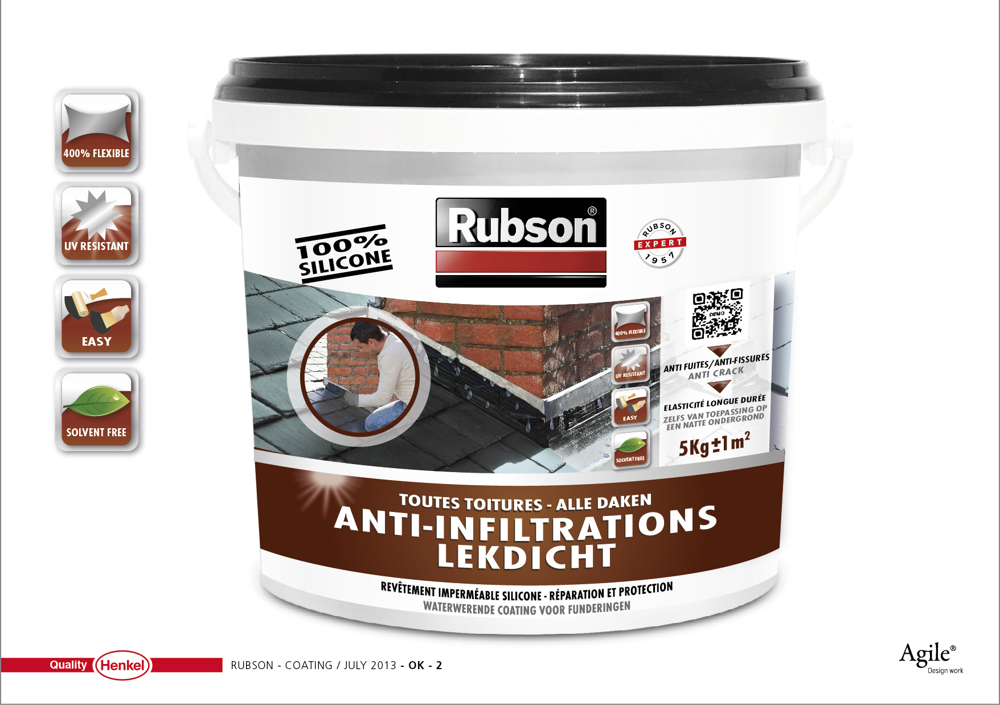 400% FLEXIBLE
UV RESISTANT
EASY
SOLVENT FREE
Rubson®
100%
SILICONE
RUBSON
EXPERT
1957
400% FLEXIBLE
UV RESISTANT
EASY
SOLVENT FREE
DEMO
ANTI FUITES/ANTI-FISSURES
ANTI CRACK
ELASTICITÉ LONGUE DURÉE
ZELFS VAN TOEPASSING OP
EEN NATTE ONDERGROND
5Kg±1m²
TOUTES TOITURES - ALLE DAKEN
ANTI-INFILTRATIONS
LEKDICHT
REVÊTEMENT IMPERMÉABLE SILICONE - RÉPARATION ET PROTECTION
WATERWERENDE COATING VOOR FUNDERINGEN
Quality Henkel
RUBSON - COATING / JULY 2013 - OK - 2
Agile®
Design work